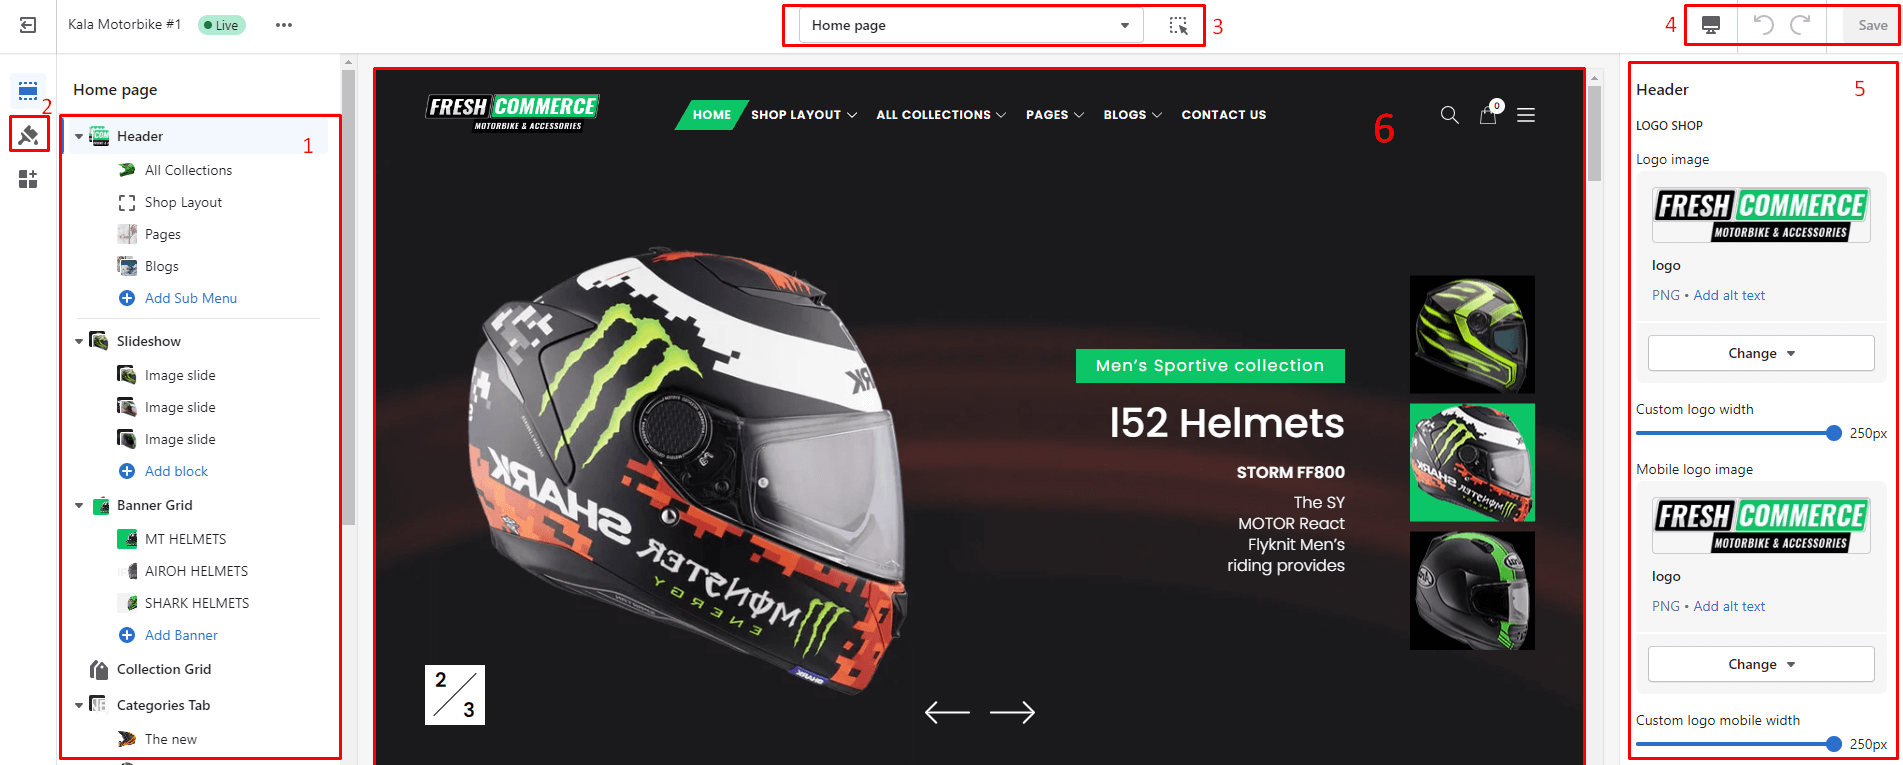 Kala Motorbike #1
Live
Home page
3
4
Save
Home page
2
1
Header
All Collections
Shop Layout
Pages
Blogs
Add Sub Menu
Slideshow
Image slide
Image slide
Image slide
Add block
Banner Grid
MT HELMETS
AIROH HELMETS
SHARK HELMETS
Add Banner
Collection Grid
Categories Tab
The new
FRESH COMMERCE
MOTORBIKE & ACCESSORIES
HOME SHOP LAYOUT ALL COLLECTIONS PAGES BLOGS CONTACT US
0
6
SHARK
MONSTER
ENERGY
SHARK
Men's Sportive collection
I52 Helmets
STORM FF800
The SY
MOTOR React
Flyknit Men's
riding provides
2
3
5
Header
LOGO SHOP
Logo image
FRESH COMMERCE
MOTORBIKE & ACCESSORIES
logo
PNG • Add alt text
Change
Custom logo width
250px
Mobile logo image
FRESH COMMERCE
MOTORBIKE & ACCESSORIES
logo
PNG • Add alt text
Change
Custom logo mobile width
250px